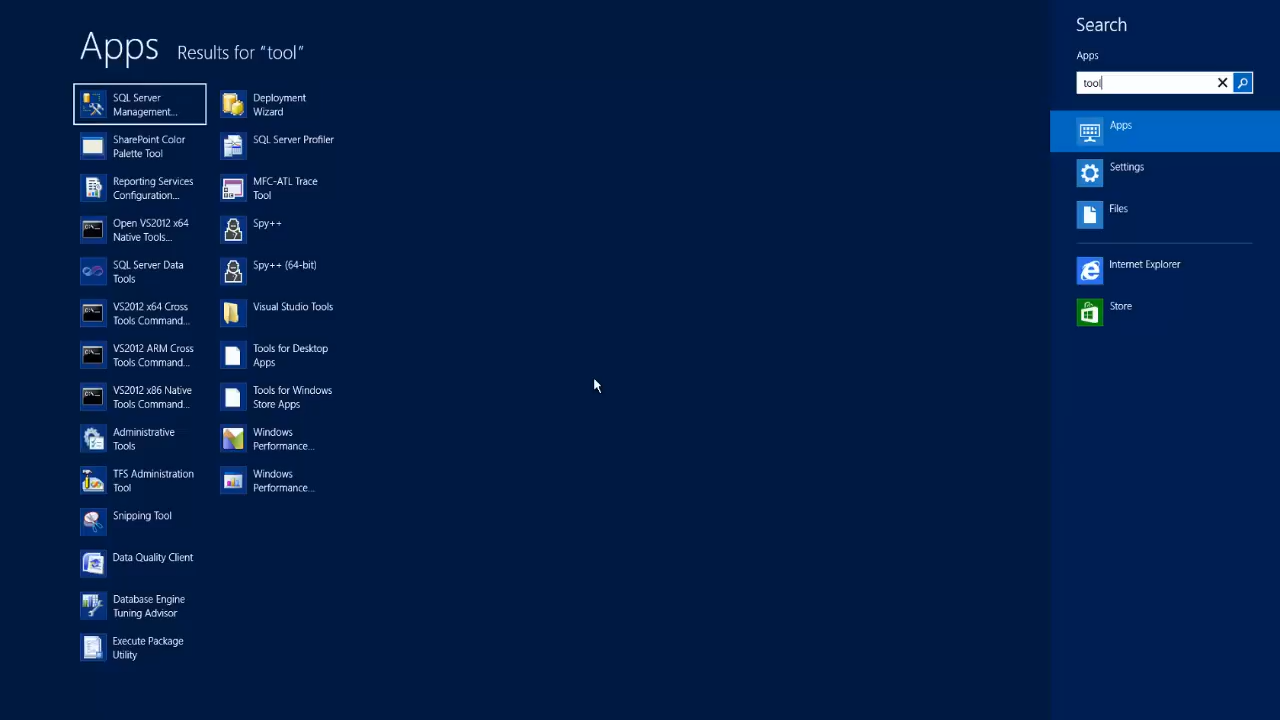 Apps Results for “tool”
SQL Server
Management...
SharePoint Color
Palette Tool
Reporting Services
Configuration...
Open VS2012 x64
Native Tools...
SQL Server Data
Tools
VS2012 x64 Cross
Tools Command...
VS2012 ARM Cross
Tools Command...
VS2012 x86 Native
Tools Command...
Administrative
Tools
TFS Administration
Tool
Snipping Tool
Data Quality Client
Database Engine
Tuning Advisor
Execute Package
Utility
Deployment
Wizard
SQL Server Profiler
MFC-ATL Trace
Tool
Spy++
Spy++ (64-bit)
Visual Studio Tools
Tools for Desktop
Apps
Tools for Windows
Store Apps
Windows
Performance...
Windows
Performance...
Search
Apps
tool
Apps
Settings
Files
Internet Explorer
Store